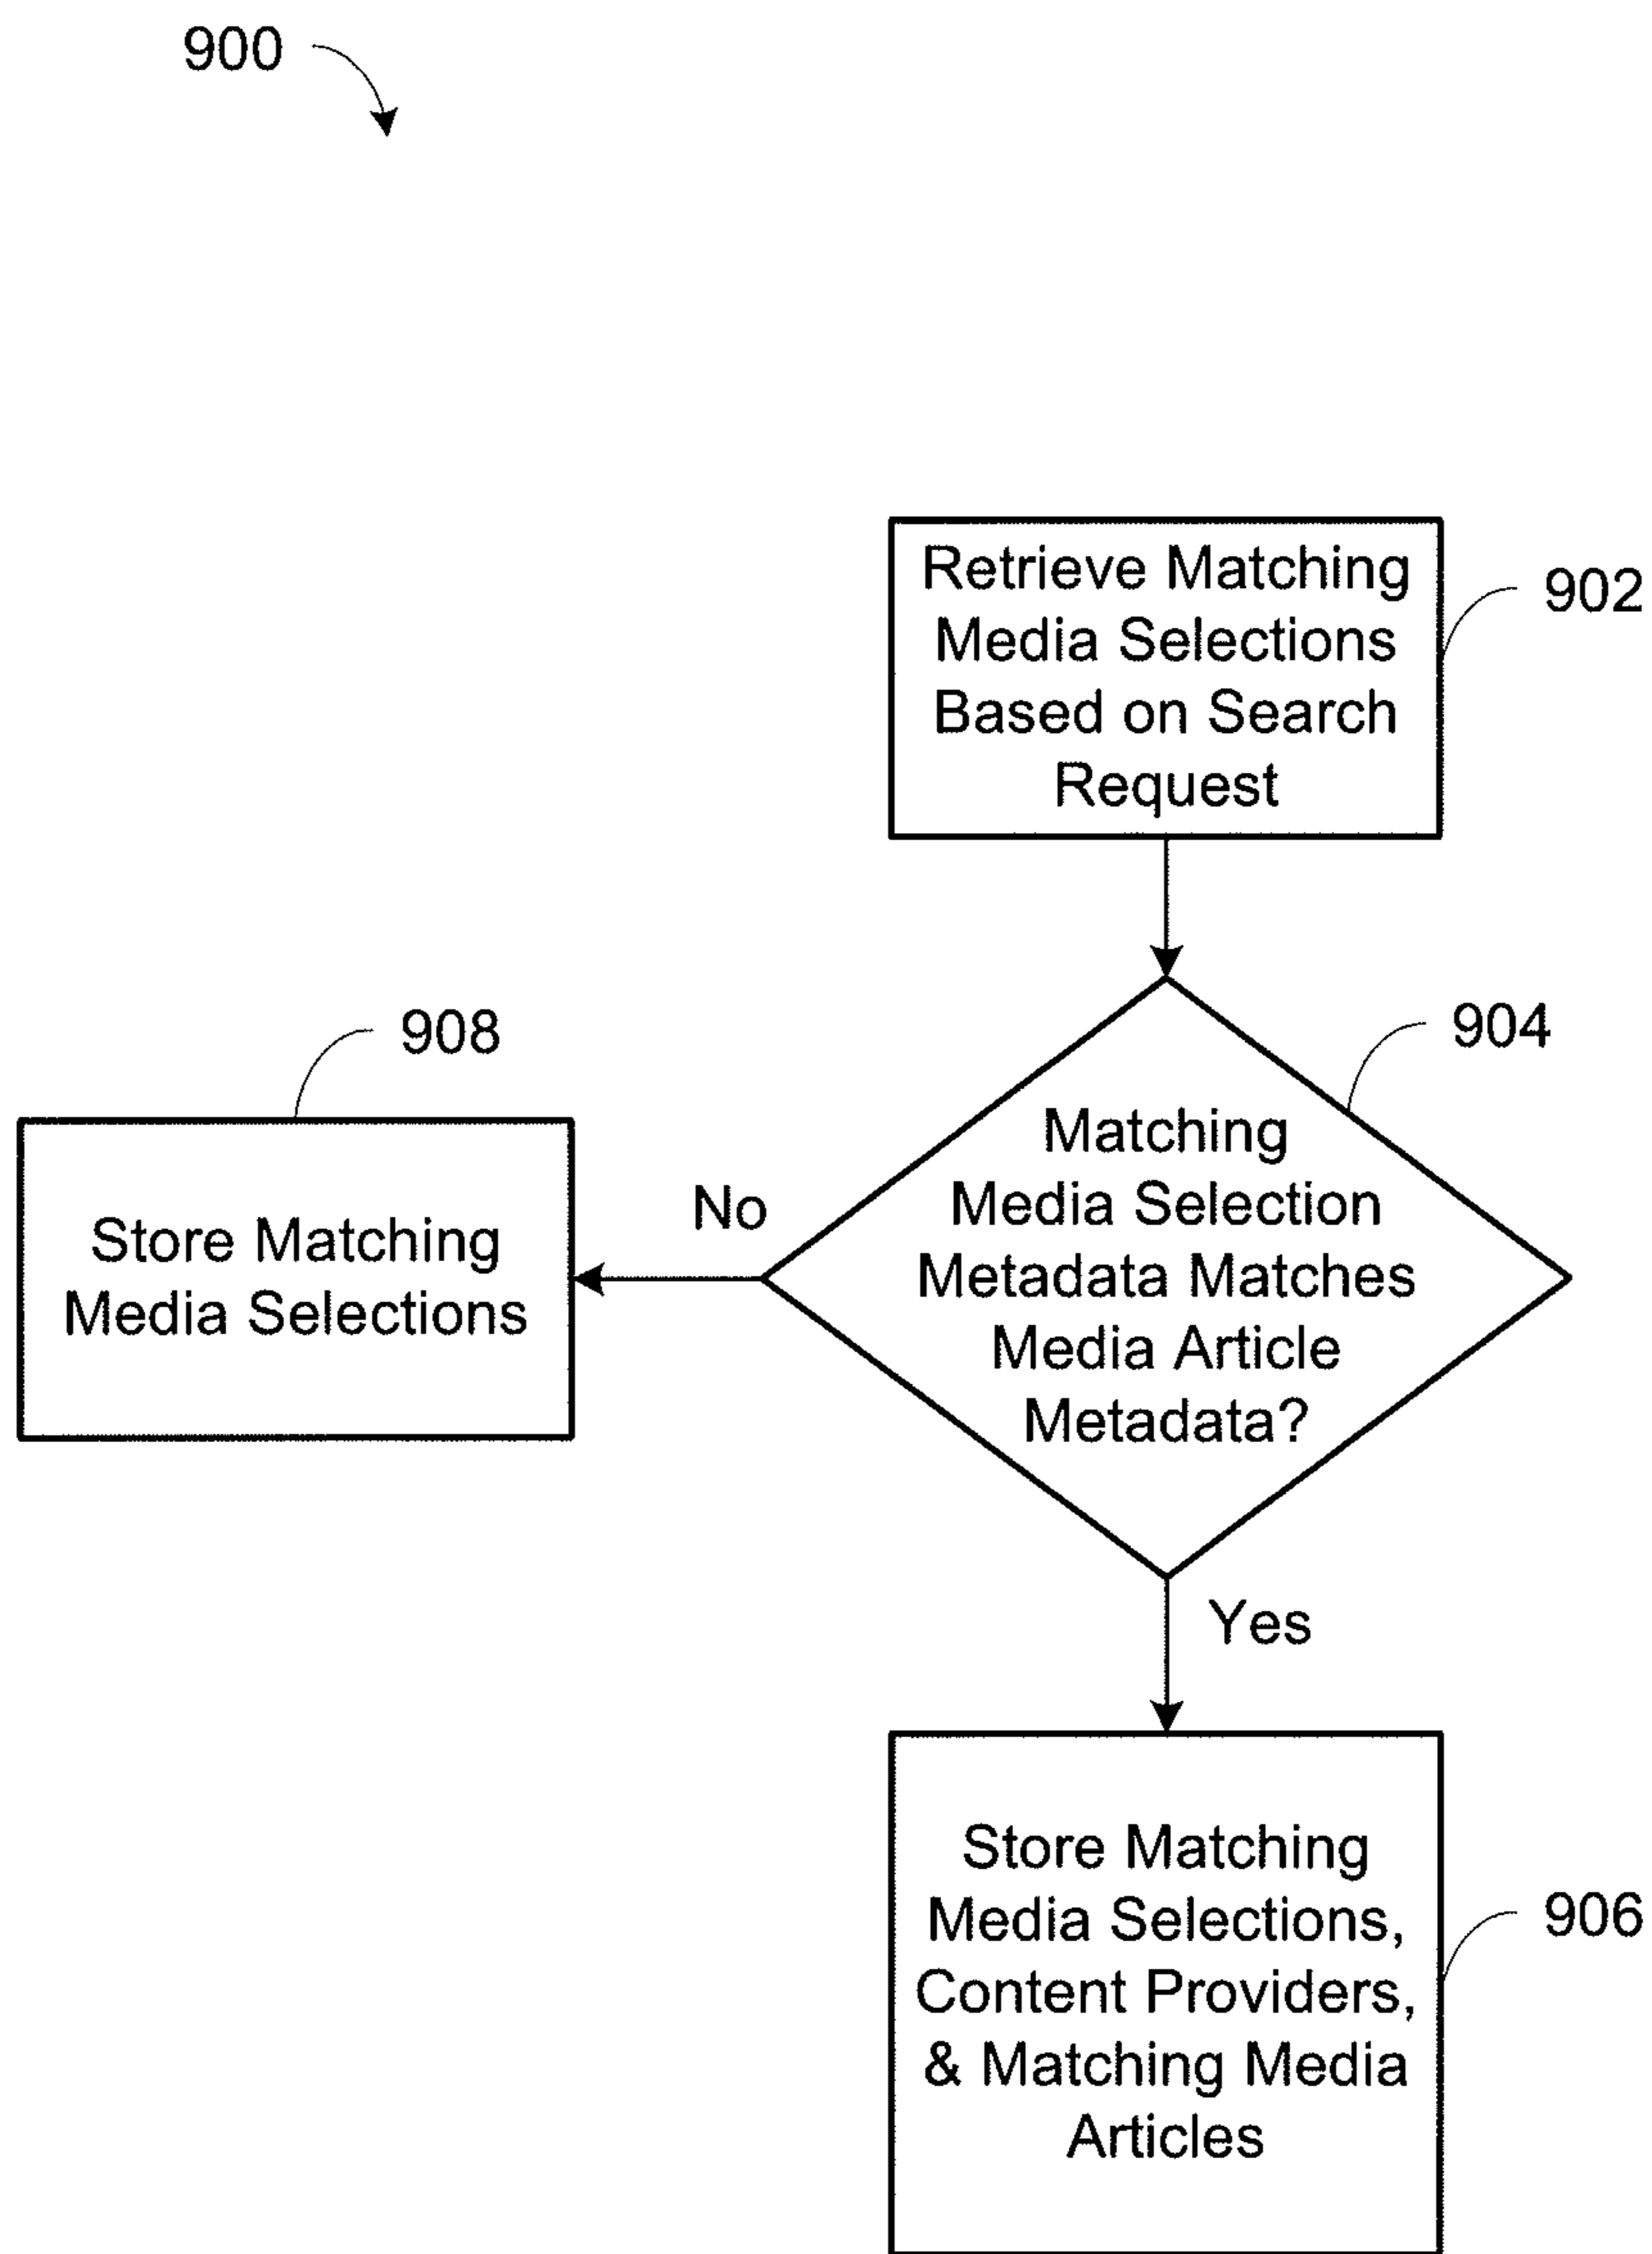 900
Retrieve Matching
Media Selections
Based on Search
Request
902
904
Matching
Media Selection
Metadata Matches
Media Article
Metadata?
No
908
Store Matching
Media Selections
Yes
Store Matching
Media Selections,
Content Providers,
& Matching Media
Articles
906